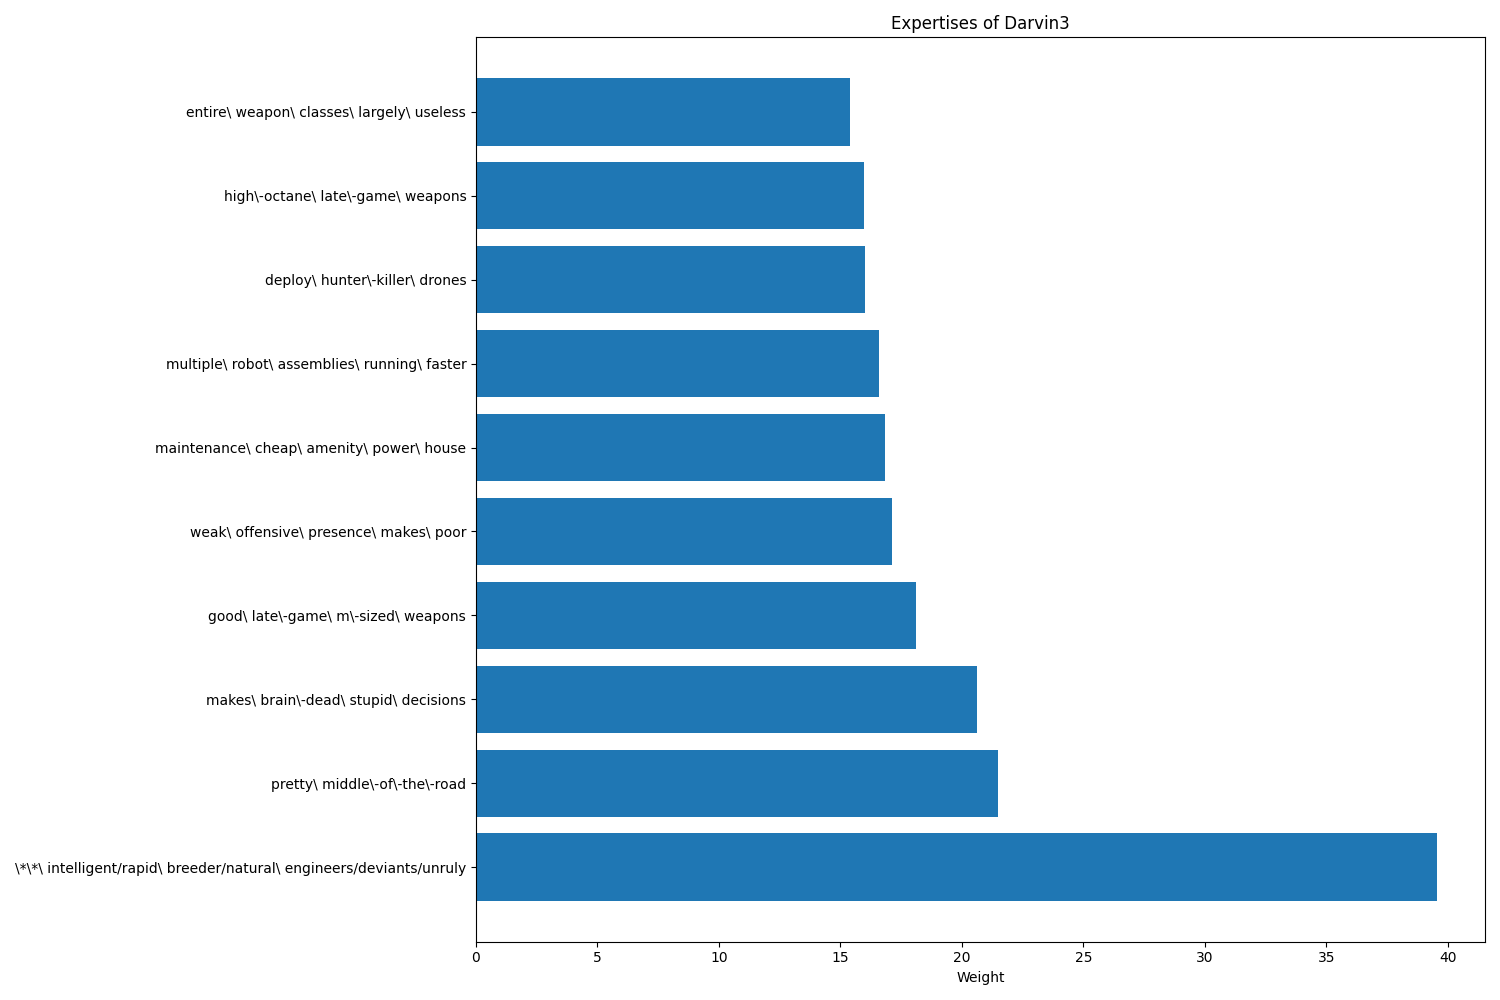 Expertises of Darvin3
entire\ weapon\ classes\ largely\ useless
high\-octane\ late\-game\ weapons
deploy\ hunter\-killer\ drones
multiple\ robot\ assemblies\ running\ faster
maintenance\ cheap\ amenity\ power\ house
weak\ offensive\ presence\ makes\ poor
good\ late\-game\ m\-sized\ weapons
makes\ brain\-dead\ stupid\ decisions
pretty\ middle\-of\-the\-road
\*\*\ intelligent/rapid\ breeder/natural\ engineers/deviants/unruly
0 5 10 15 20 25 30 35 40
Weight